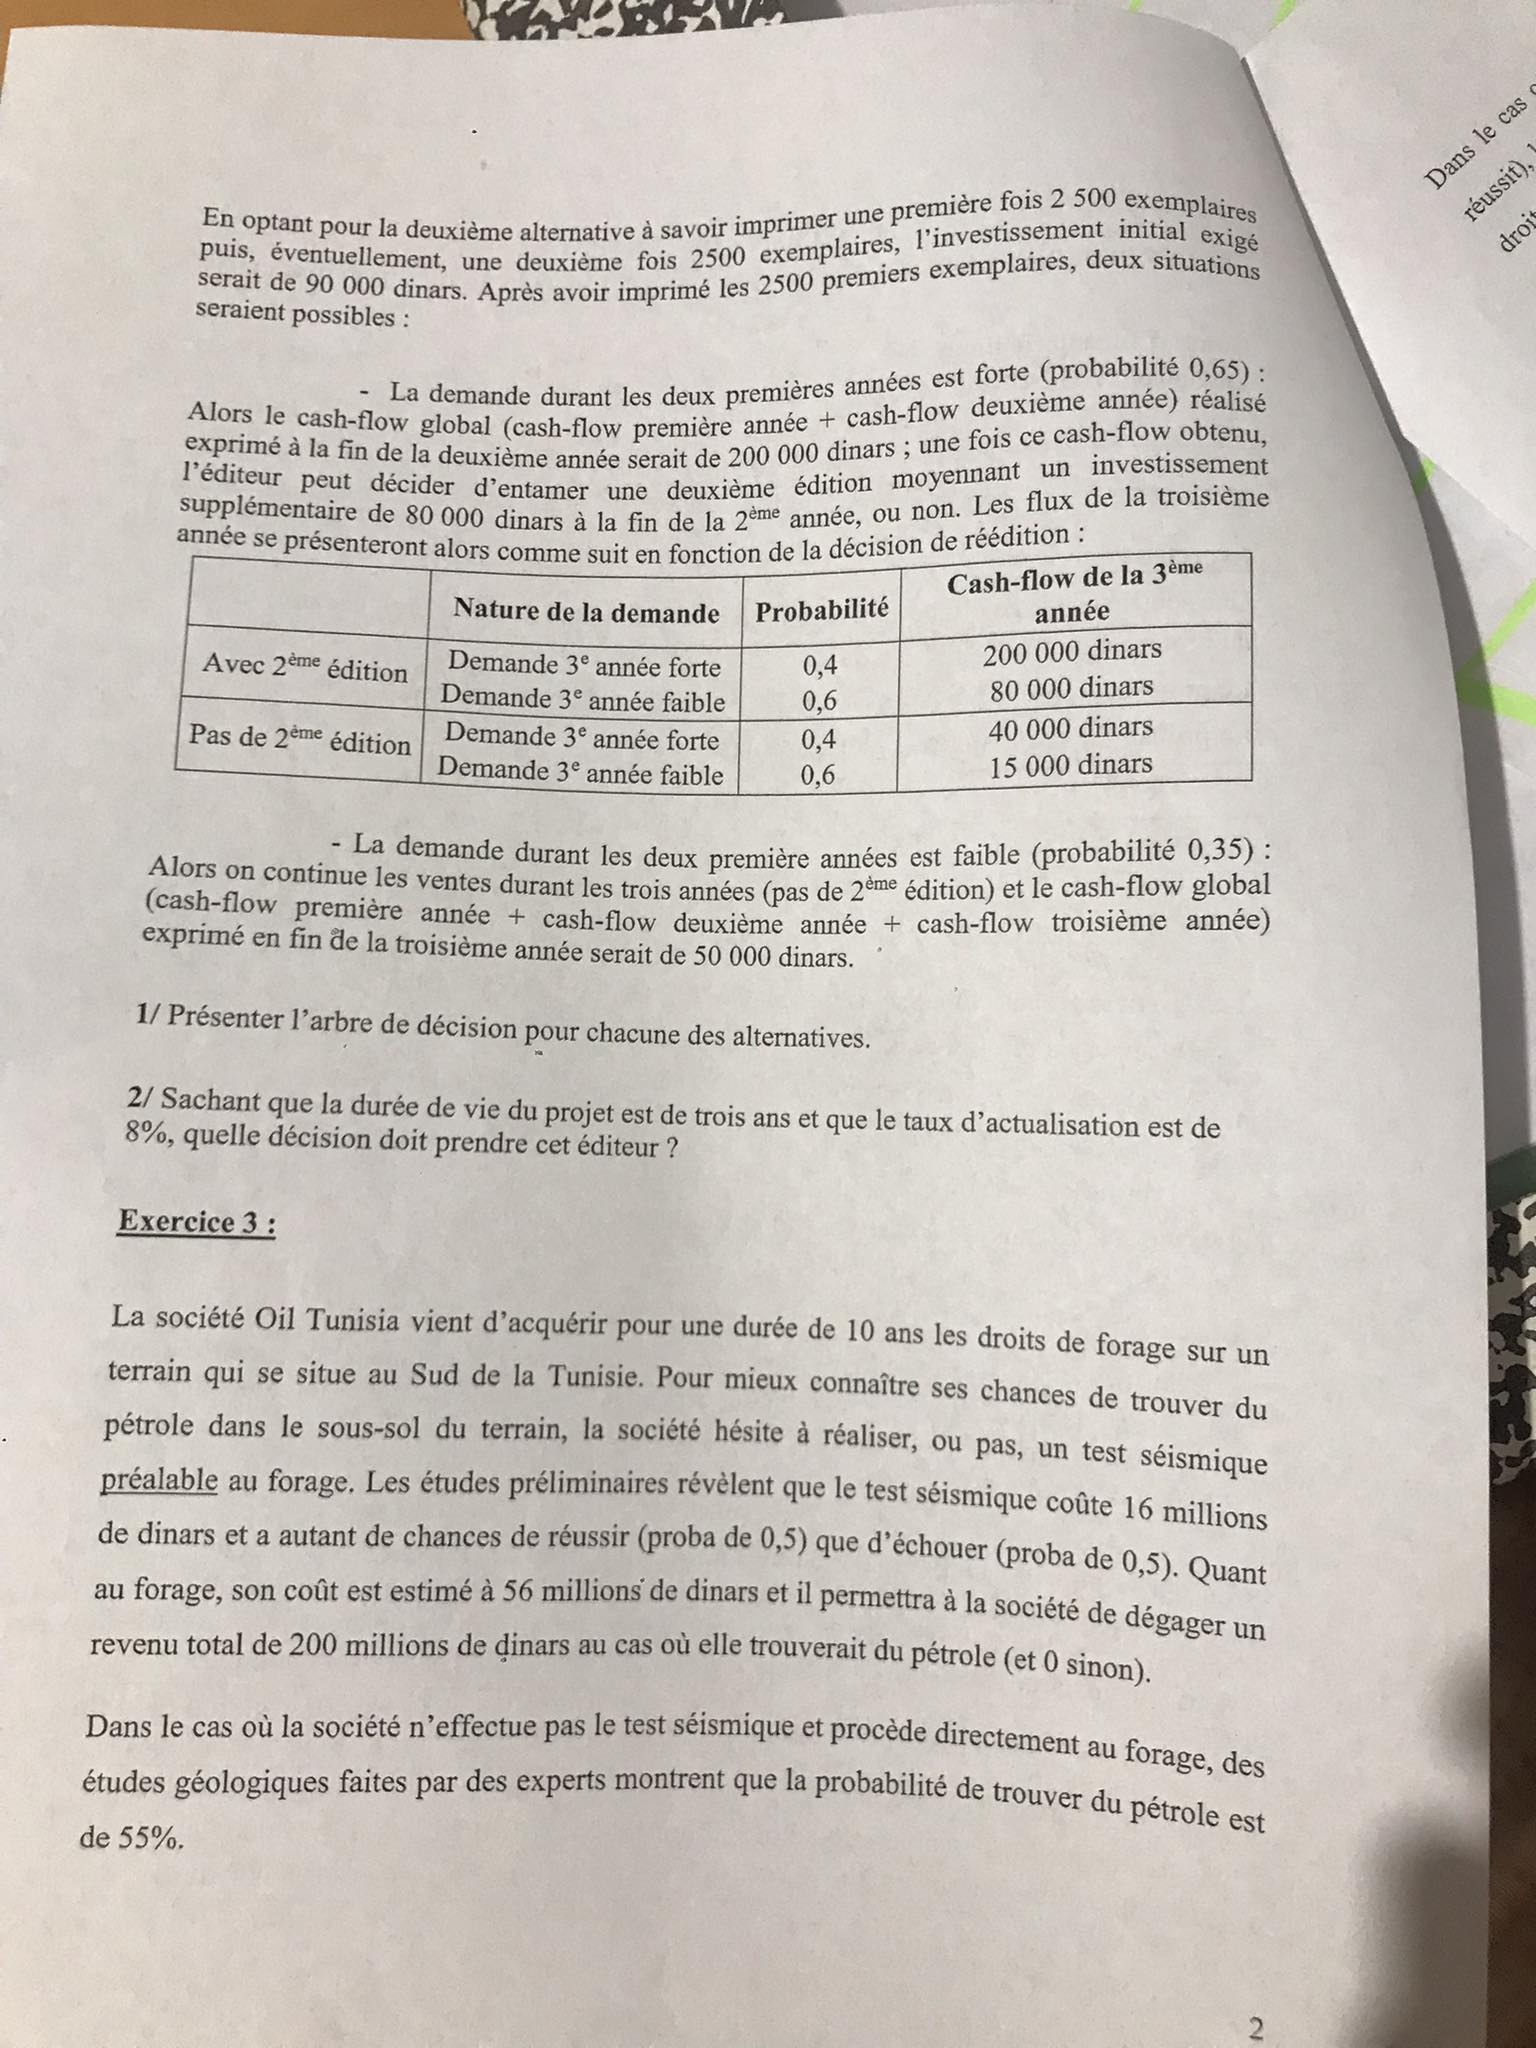 En optant pour la deuxième alternative à savoir imprimer une première fois 2 500 exemplaires
puis, éventuellement, une deuxième fois 2500 exemplaires, l'investissement initial exigé
serait de 90 000 dinars. Après avoir imprimé les 2500 premiers exemplaires, deux situations
seraient possibles :
- La demande durant les deux premières années est forte (probabilité 0,65) :
Alors le cash-flow global (cash-flow première année + cash-flow deuxième année) réalisé
exprimé à la fin de la deuxième année serait de 200 000 dinars ; une fois ce cash-flow obtenu,
l'éditeur peut décider d'entamer une deuxième édition moyennant un investissement
supplémentaire de 80 000 dinars à la fin de la 2ème année, ou non. Les flux de la troisième
année se présenteront alors comme suit en fonction de la décision de réédition :
Nature de la demande Probabilité Cash-flow de la 3ème
année
Avec 2ème édition Demande 3e année forte 0,4 200 000 dinars
Demande 3e année faible 0,6 80 000 dinars
Pas de 2ème édition Demande 3e année forte 0,4 40 000 dinars
Demande 3e année faible 0,6 15 000 dinars
- La demande durant les deux première années est faible (probabilité 0,35) :
Alors on continue les ventes durant les trois années (pas de 2ème édition) et le cash-flow global
(cash-flow première année + cash-flow deuxième année + cash-flow troisième année)
exprimé en fin de la troisième année serait de 50 000 dinars.
1/ Présenter l'arbre de décision pour chacune des alternatives.
2/ Sachant que la durée de vie du projet est de trois ans et que le taux d'actualisation est de
8%, quelle décision doit prendre cet éditeur ?
Exercice 3 :
La société Oil Tunisia vient d'acquérir pour une durée de 10 ans les droits de forage sur un
terrain qui se situe au Sud de la Tunisie. Pour mieux connaître ses chances de trouver du
pétrole dans le sous-sol du terrain, la société hésite à réaliser, ou pas, un test séismique
préalable au forage. Les études préliminaires révèlent que le test séismique coûte 16 millions
de dinars et a autant de chances de réussir (proba de 0,5) que d'échouer (proba de 0,5). Quant
au forage, son coût est estimé à 56 millions de dinars et il permettra à la société de dégager un
revenu total de 200 millions de dinars au cas où elle trouverait du pétrole (et 0 sinon).
Dans le cas où la société n'effectue pas le test séismique et procède directement au forage, des
études géologiques faites par des experts montrent que la probabilité de trouver du pétrole est
de 55%.
2
Dans le cas
réussit),